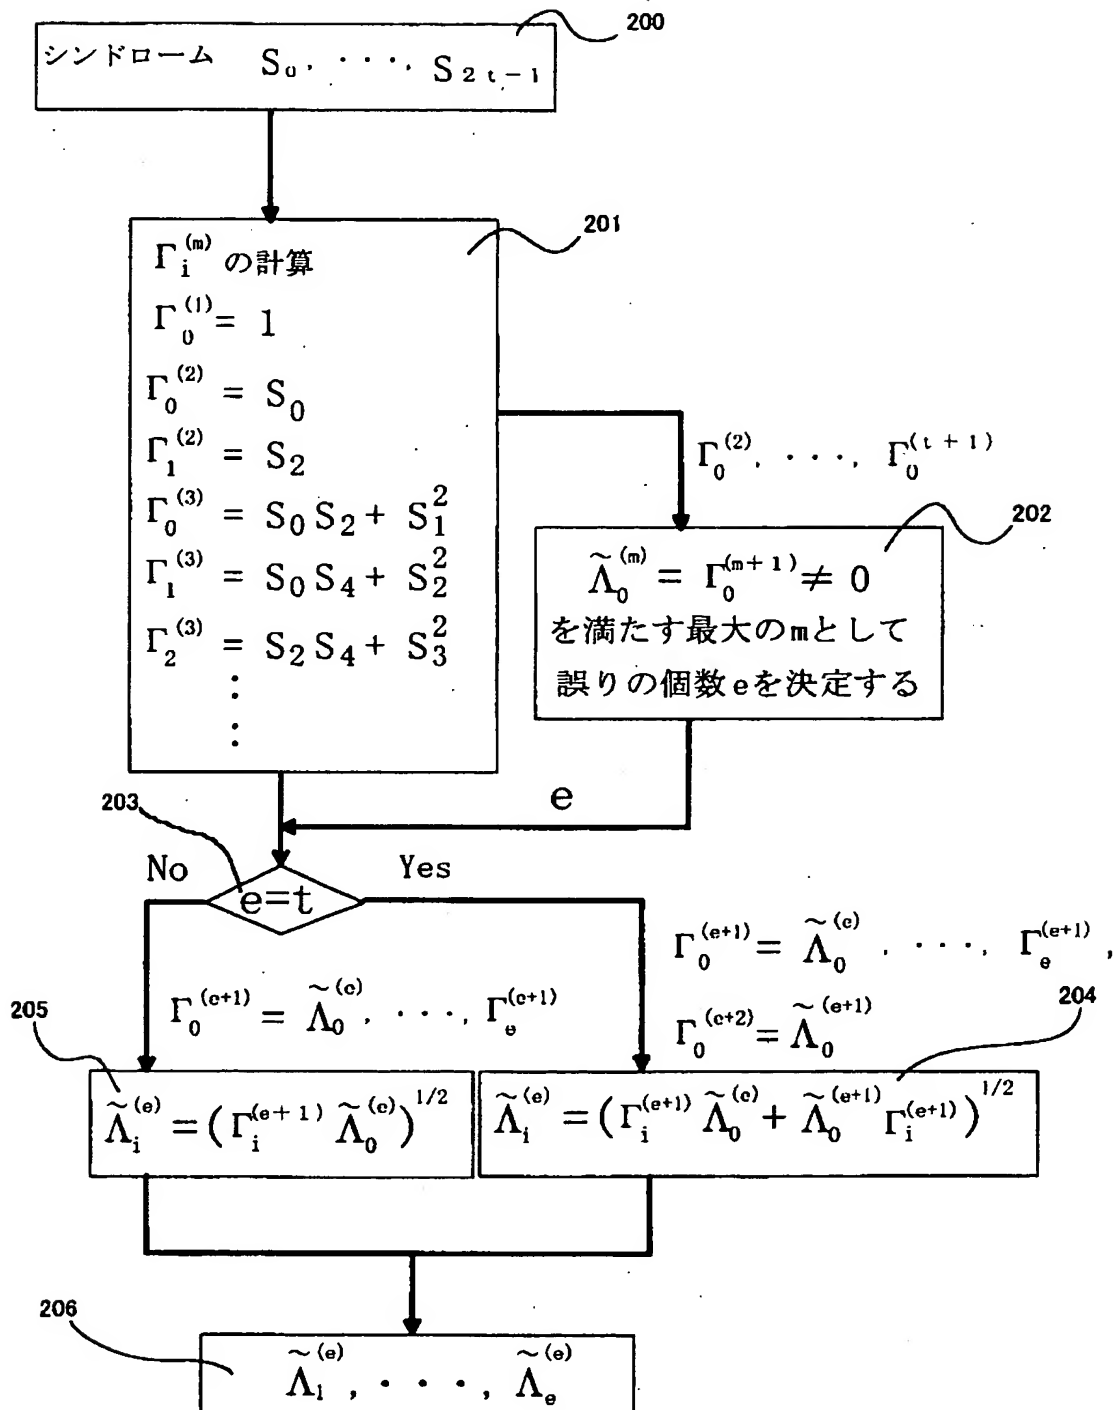 200
シンドローム S₀, ・・・, S₂ₜ₋₁
201
Γᵢ⁽ᵐ⁾ の計算
Γ₀⁽¹⁾ = 1
Γ₀⁽²⁾ = S₀
Γ₁⁽²⁾ = S₂
Γ₀⁽³⁾ = S₀S₂ + S₁²
Γ₁⁽³⁾ = S₀S₄ + S₂²
Γ₂⁽³⁾ = S₂S₄ + S₃²
Γ₀⁽²⁾, ・・・, Γ₀⁽ᵗ⁺¹⁾
202
Λ̃₀⁽ᵐ⁾ = Γ₀⁽ᵐ⁺¹⁾ ≠ 0
を満たす最大のmとして
誤りの個数eを決定する
e
203
No
Yes
e=t
Γ₀⁽ᵉ⁺¹⁾ = Λ̃₀⁽ᵉ⁾, ・・・, Γₑ⁽ᵉ⁺¹⁾,
Γ₀⁽ᵉ⁺²⁾ = Λ̃₀⁽ᵉ⁺¹⁾
204
Γ₀⁽ᵉ⁺¹⁾ = Λ̃₀⁽ᵉ⁾, ・・・, Γₑ⁽ᵉ⁺¹⁾
205
Λ̃ᵢ⁽ᵉ⁾ = (Γᵢ⁽ᵉ⁺¹⁾ Λ̃₀⁽ᵉ⁾)^1/2
Λ̃ᵢ⁽ᵉ⁾ = (Γᵢ⁽ᵉ⁺¹⁾ Λ̃₀⁽ᵉ⁾ + Λ̃₀⁽ᵉ⁺¹⁾ Γᵢ⁽ᵉ⁺¹⁾)^1/2
206
Λ̃₁⁽ᵉ⁾, ・・・, Λ̃ₑ⁽ᵉ⁾